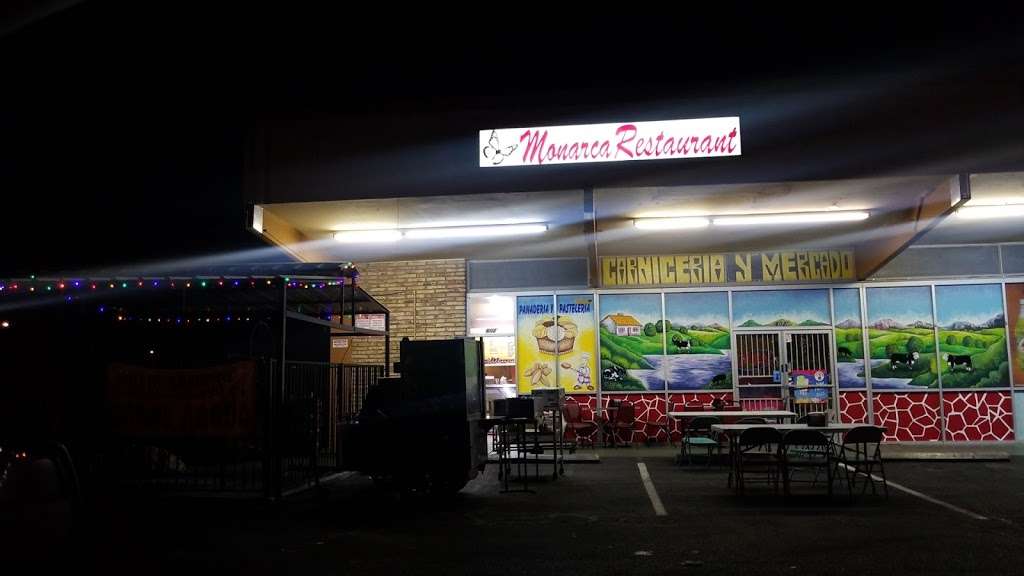 Monarca Restaurant
CARNICERIA Y MERCADO
PANADERIA Y PASTELERIA